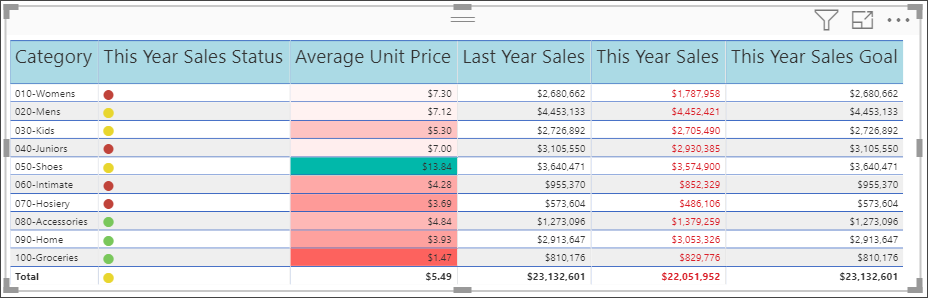 Category This Year Sales Status Average Unit Price Last Year Sales This Year Sales This Year Sales Goal
010-Womens $7.30 $2,680,662 $1,787,958 $2,680,662
020-Mens $7.12 $4,453,133 $4,452,421 $4,453,133
030-Kids $5.30 $2,726,892 $2,705,490 $2,726,892
040-Juniors $7.00 $3,105,550 $2,930,385 $3,105,550
050-Shoes $13.84 $3,640,471 $3,574,900 $3,640,471
060-Intimate $4.28 $955,370 $852,329 $955,370
070-Hosiery $3.69 $573,604 $486,106 $573,604
080-Accessories $4.84 $1,273,096 $1,379,259 $1,273,096
090-Home $3.93 $2,913,647 $3,053,326 $2,913,647
100-Groceries $1.47 $810,176 $829,776 $810,176
Total $5.49 $23,132,601 $22,051,952 $23,132,601